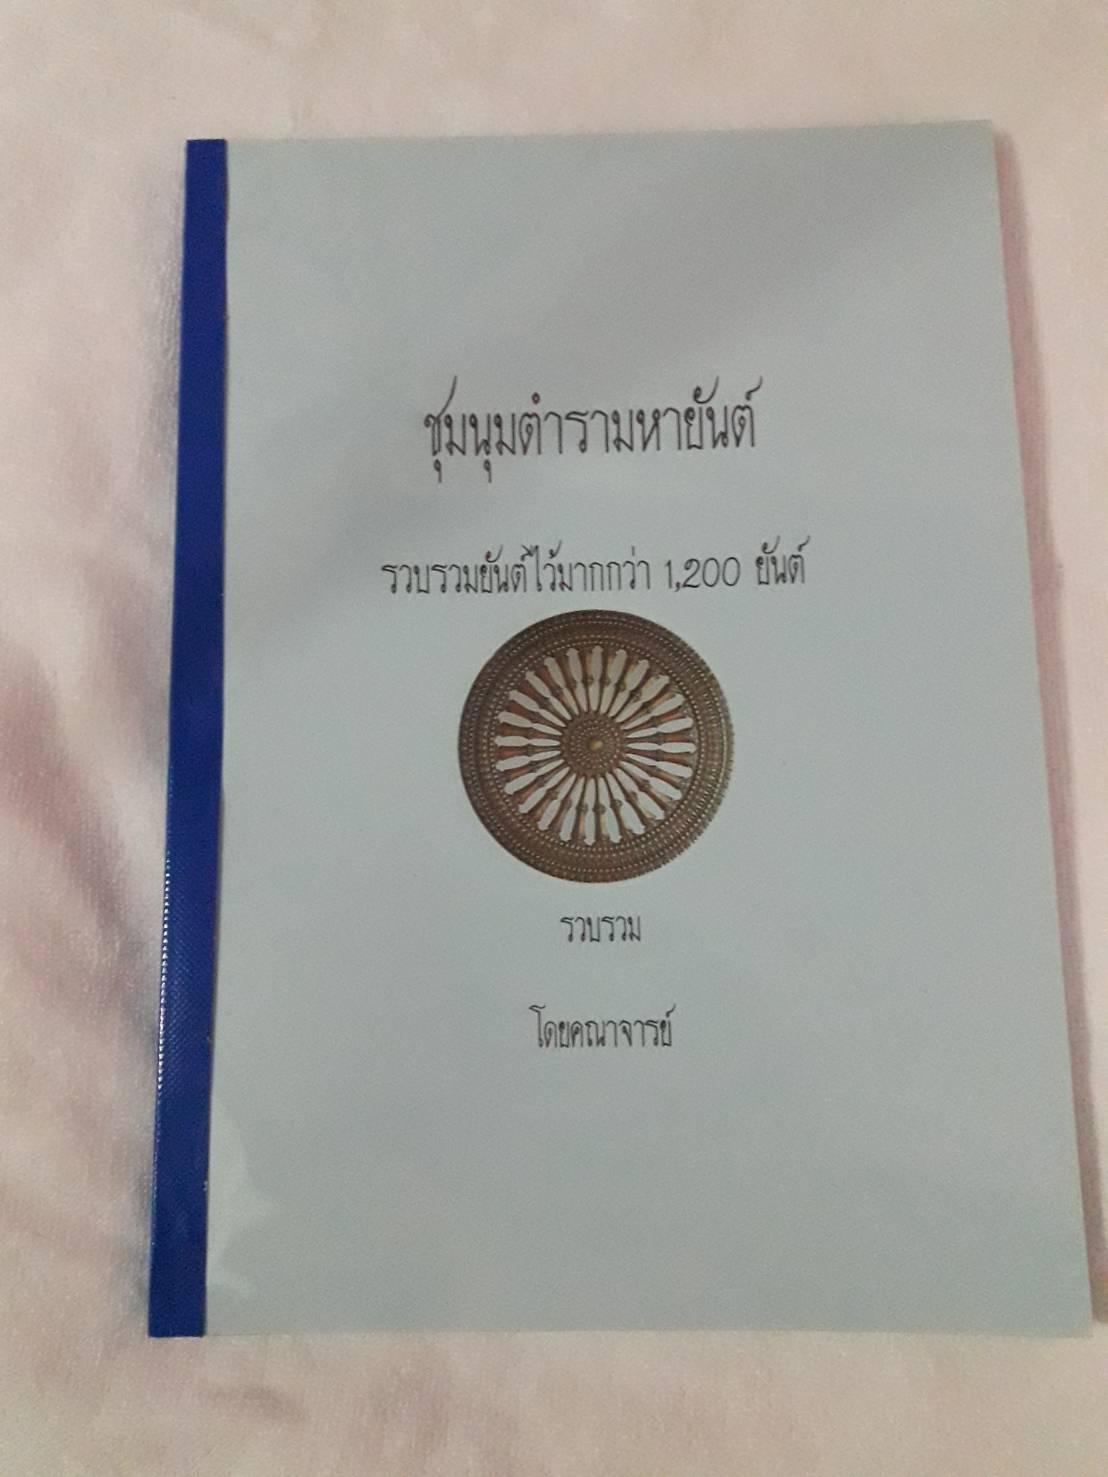 ชุมนุมตำรามหายันต์
รวบรวมยันต์ไว้มากกว่า 1,200 ยันต์
รวบรวม
โดยคณาจารย์